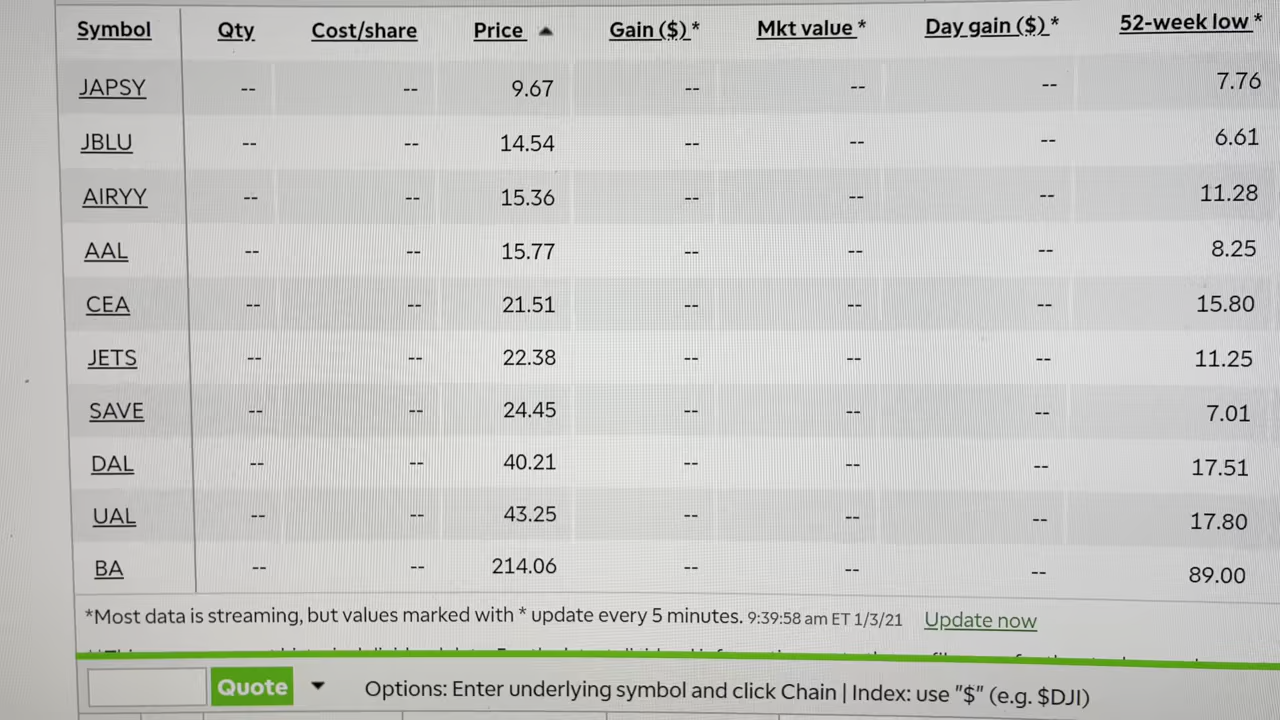 Symbol Qty Cost/share Price ▲ Gain ($) * Mkt value * Day gain ($) * 52-week low *
JAPSY -- -- 9.67 -- -- -- 7.76
JBLU -- -- 14.54 -- -- -- 6.61
AIRYY -- -- 15.36 -- -- -- 11.28
AAL -- -- 15.77 -- -- -- 8.25
CEA -- -- 21.51 -- -- -- 15.80
JETS -- -- 22.38 -- -- -- 11.25
SAVE -- -- 24.45 -- -- -- 7.01
DAL -- -- 40.21 -- -- -- 17.51
UAL -- -- 43.25 -- -- -- 17.80
BA -- -- 214.06 -- -- -- 89.00
*Most data is streaming, but values marked with * update every 5 minutes. 9:39:58 am ET 1/3/21 Update now
Quote ▼ Options: Enter underlying symbol and click Chain | Index: use "$" (e.g. $DJI)